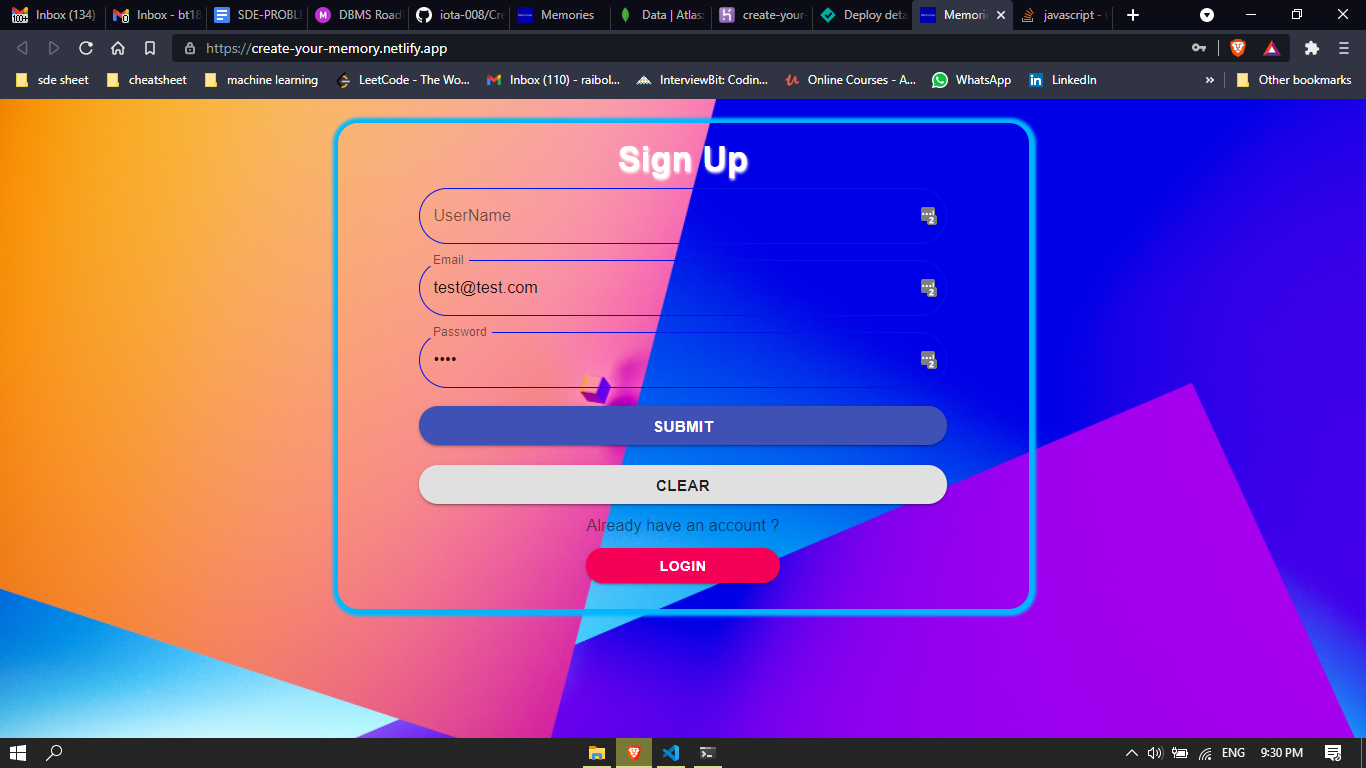 Inbox (134)
Inbox - bt18
SDE-PROBL
DBMS Road
iota-008/Cre
Memories
Data | Atlas:
create-your-
Deploy deta
Memori
javascript -
https://create-your-memory.netlify.app
sde sheet
cheatsheet
machine learning
LeetCode - The Wo...
Inbox (110) - raibol...
InterviewBit: Codin...
Online Courses - A...
WhatsApp
LinkedIn
»
Other bookmarks
Sign Up
UserName
Email
test@test.com
Password
••••
SUBMIT
CLEAR
Already have an account ?
LOGIN
ENG
9:30 PM